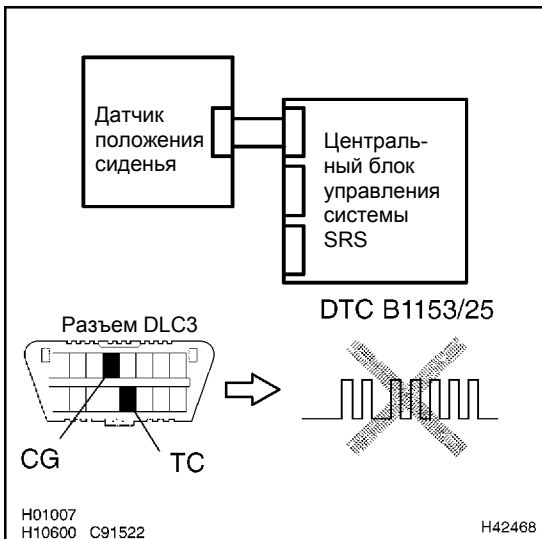 Датчик
положения
сиденья
Централь-
ный блок
управления
системы
SRS
DTC B1153/25
Разъем DLC3
CG
TC
H01007
H10600 C91522
H42468